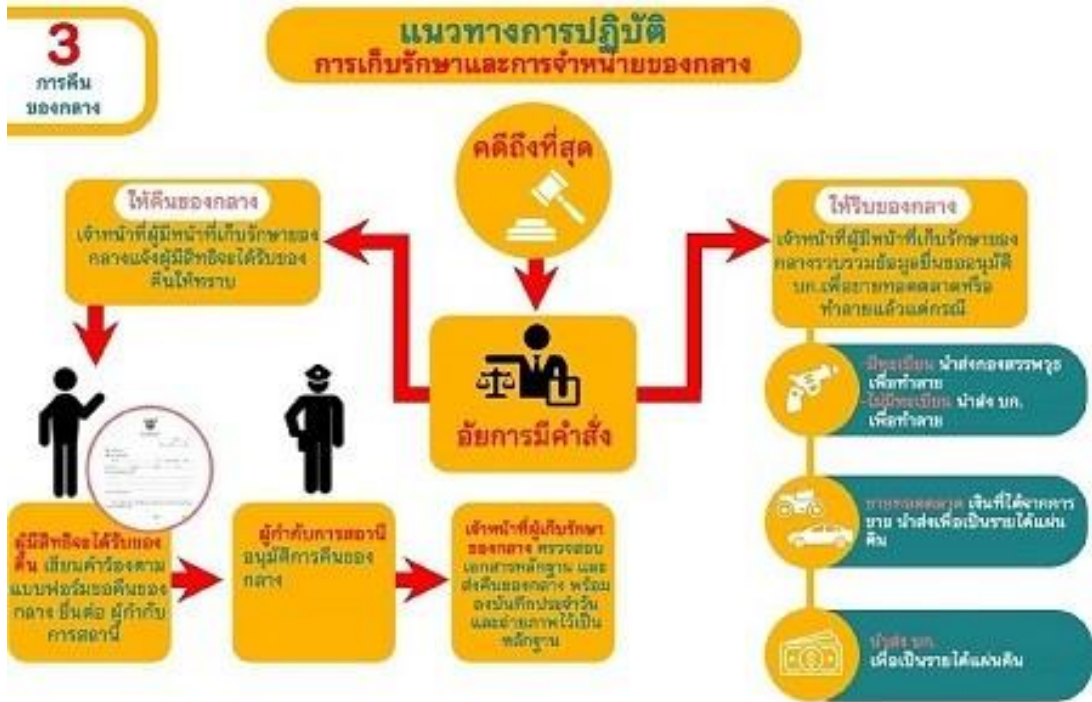 3
การคืน
ของกลาง
แนวทางการปฏิบัติ
การเก็บรักษาและการจำหน่ายของกลาง
คดีถึงที่สุด
ให้คืนของกลาง
เจ้าหน้าที่ผู้มีหน้าที่เก็บรักษาของ
กลางแจ้งผู้มีสิทธิจะได้รับของ
คืนให้ทราบ
อัยการมีคำสั่ง
ให้ริบของกลาง
เจ้าหน้าที่ผู้มีหน้าที่เก็บรักษาของ
กลางรวบรวมข้อมูลยื่นขออนุมัติ
บก.เพื่อขายทอดตลาดหรือ
ทำลายแล้วแต่กรณี
ผู้มีสิทธิจะได้รับของ
คืน เขียนคำร้องตาม
แบบฟอร์มขอคืนของ
กลาง ยื่นต่อ ผู้กำกับ
การสถานี
ผู้กำกับการสถานี
อนุมัติการคืนของ
กลาง
เจ้าหน้าที่ผู้เก็บรักษา
ของกลาง ตรวจสอบ
เอกสารหลักฐาน และ
ส่งคืนของกลาง พร้อม
ลงบันทึกประจำวัน
และถ่ายภาพไว้เป็น
หลักฐาน
-มีทะเบียน นำส่งกองสรรพาวุธ
เพื่อทำลาย
-ไม่มีทะเบียน นำส่ง บก.
เพื่อทำลาย
ขายทอดตลาด เงินที่ได้จากการ
ขาย นำส่งเพื่อเป็นรายได้แผ่น
ดิน
นำส่ง บก.
เพื่อเป็นรายได้แผ่นดิน